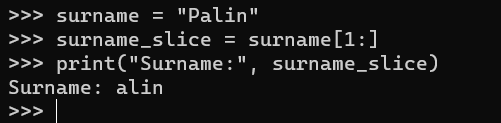 >>> surname = "Palin"
>>> surname_slice = surname[1:]
>>> print("Surname:", surname_slice)
Surname: alin
>>>